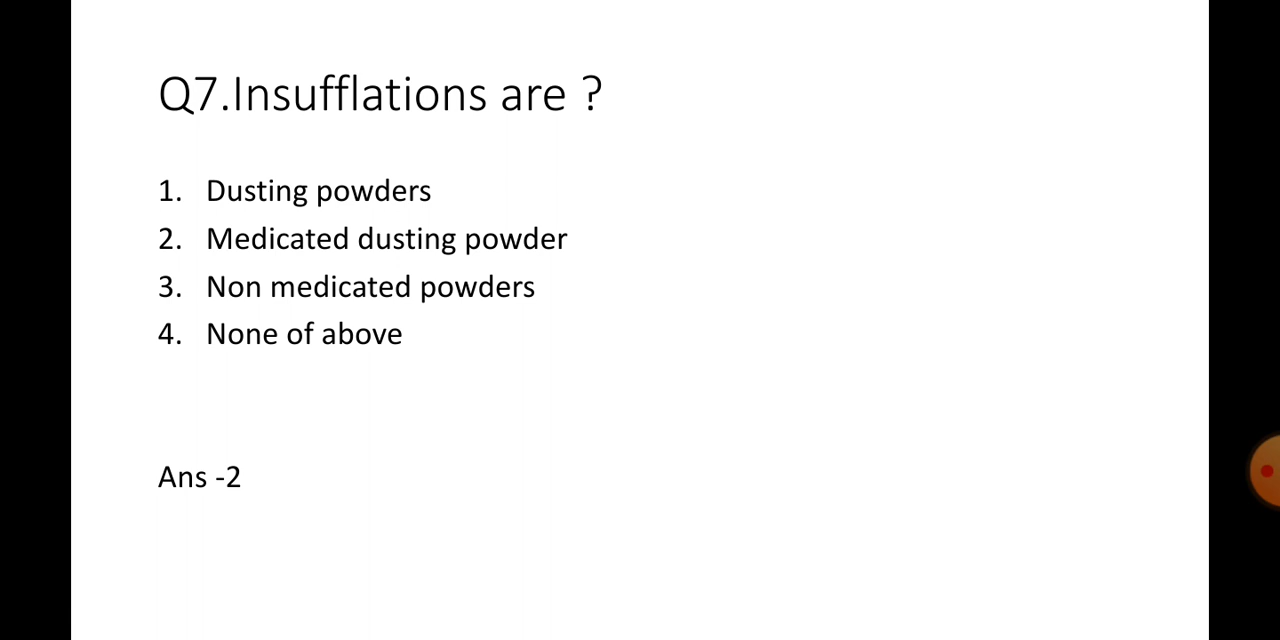 Q7.Insufflations are ?
1. Dusting powders
2. Medicated dusting powder
3. Non medicated powders
4. None of above
Ans -2